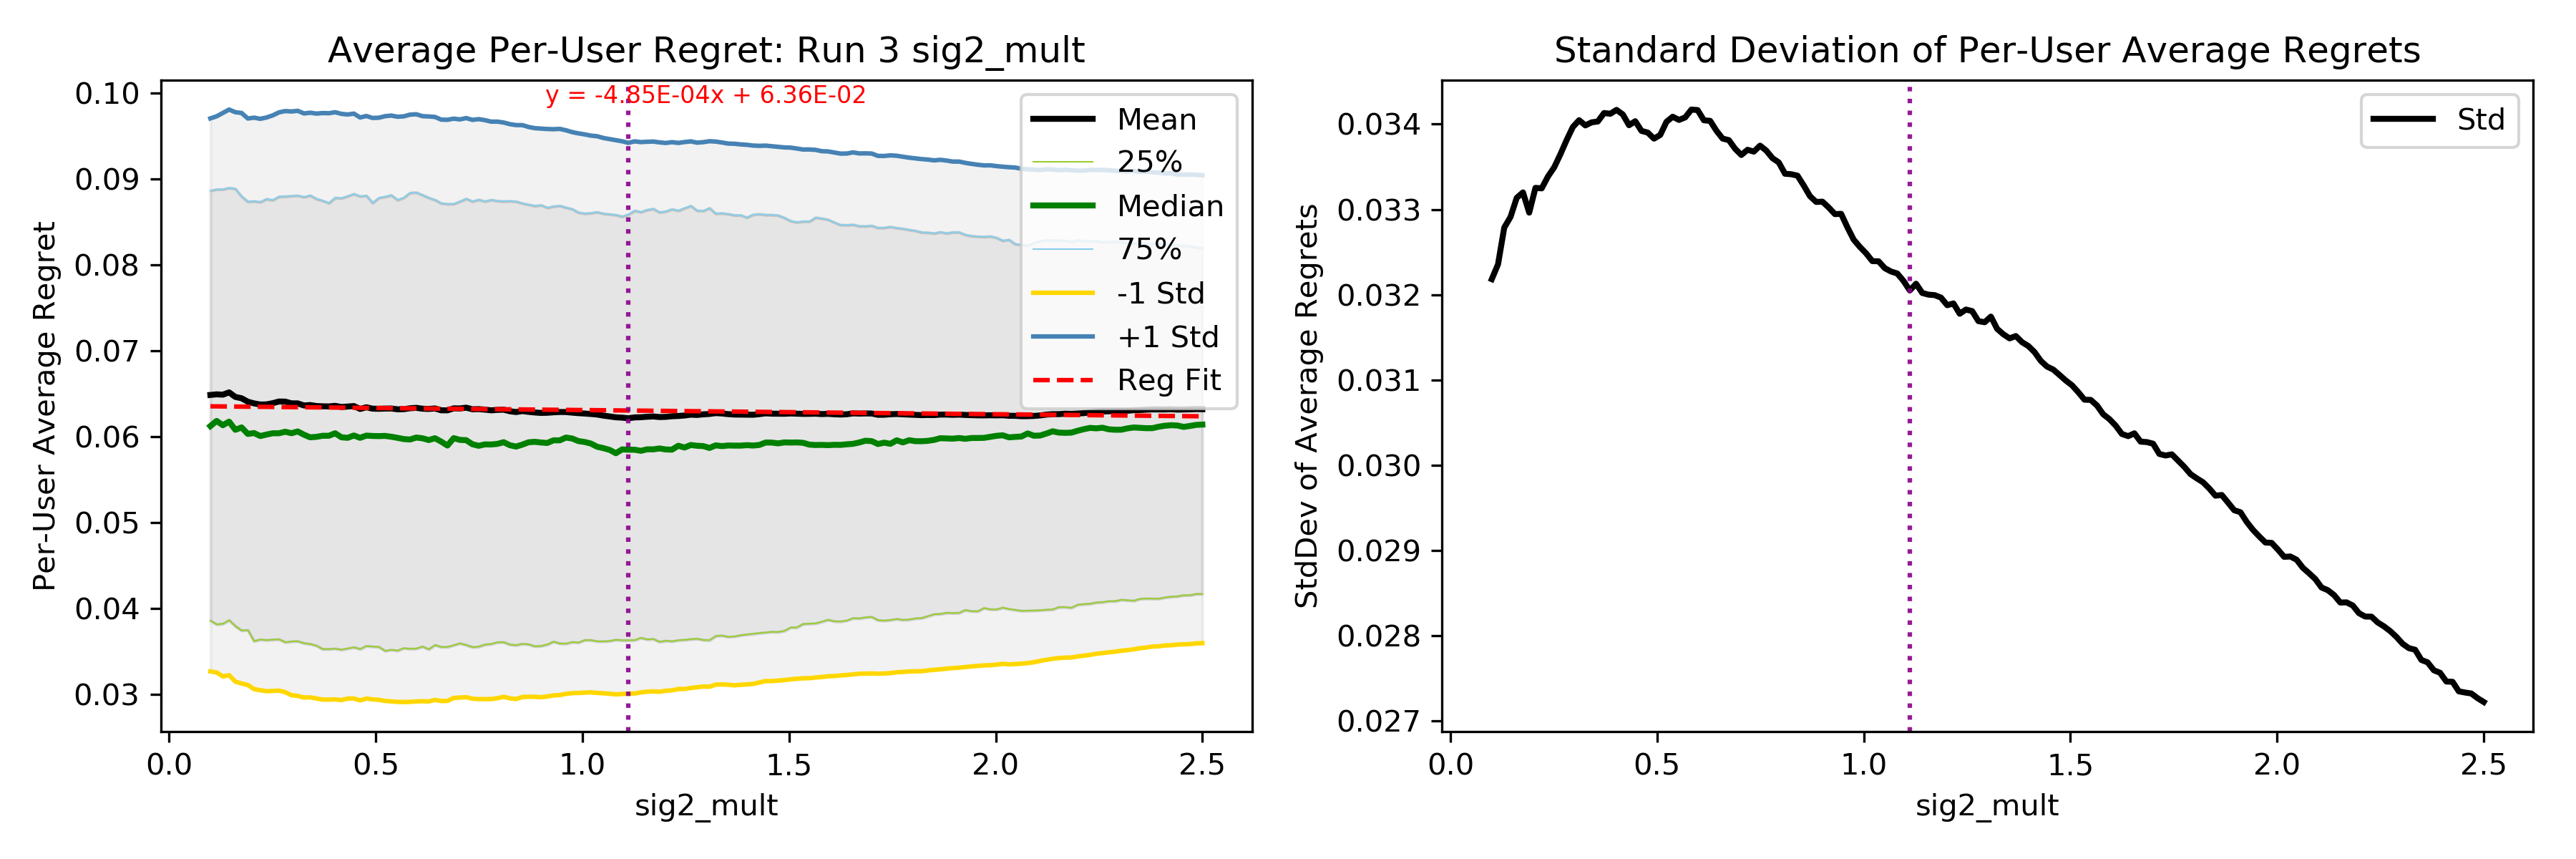 Average Per-User Regret: Run 3 sig2_mult
y = -4.85E-04x + 6.36E-02
Per-User Average Regret
0.10
0.09
0.08
0.07
0.06
0.05
0.04
0.03
0.0 0.5 1.0 1.5 2.0 2.5
sig2_mult
Mean
25%
Median
75%
-1 Std
+1 Std
Reg Fit
Standard Deviation of Per-User Average Regrets
StdDev of Average Regrets
0.034
0.033
0.032
0.031
0.030
0.029
0.028
0.027
0.0 0.5 1.0 1.5 2.0 2.5
sig2_mult
Std